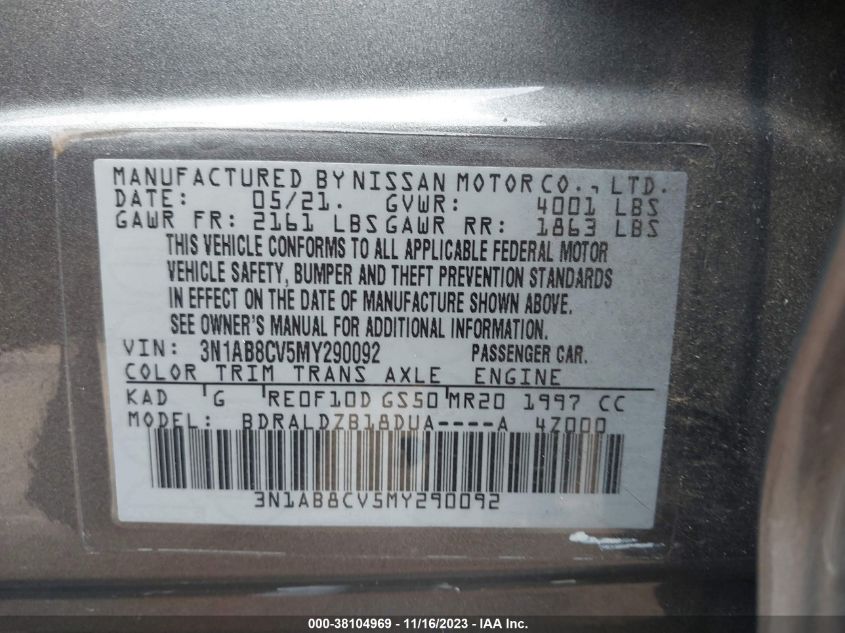 MANUFACTURED BY NISSAN MOTOR CO., LTD.
DATE: 05/21. GVWR: 4001 LBS
GAWR FR: 2161 LBS GAWR RR: 1863 LBS
THIS VEHICLE CONFORMS TO ALL APPLICABLE FEDERAL MOTOR
VEHICLE SAFETY, BUMPER AND THEFT PREVENTION STANDARDS
IN EFFECT ON THE DATE OF MANUFACTURE SHOWN ABOVE.
SEE OWNER'S MANUAL FOR ADDITIONAL INFORMATION.
VIN: 3N1AB8CV5MY290092 PASSENGER CAR.
COLOR TRIM TRANS AXLE ENGINE
KAD G RE0F10D GS50 MR20 1997 CC
MODEL: BDRALDZB18DUA----A 4Z000
3N1AB8CV5MY290092
000-38104969 - 11/16/2023 - IAA Inc.